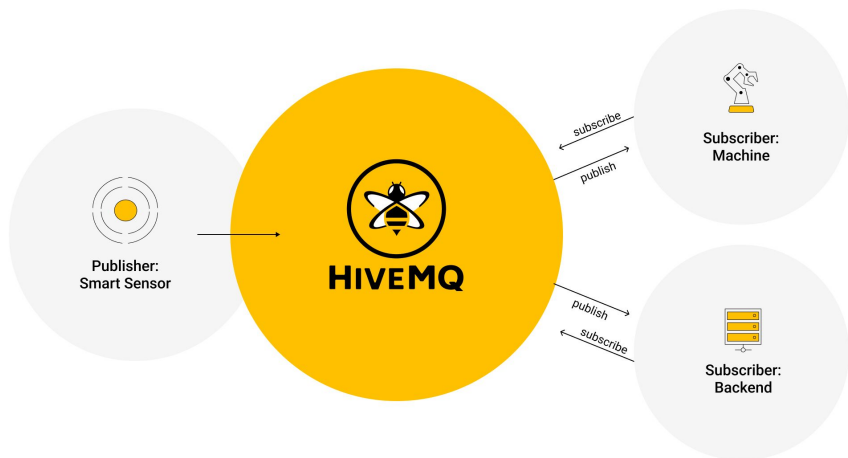 Publisher:
Smart Sensor
HIVEMQ
subscribe
publish
Subscriber:
Machine
publish
subscribe
Subscriber:
Backend